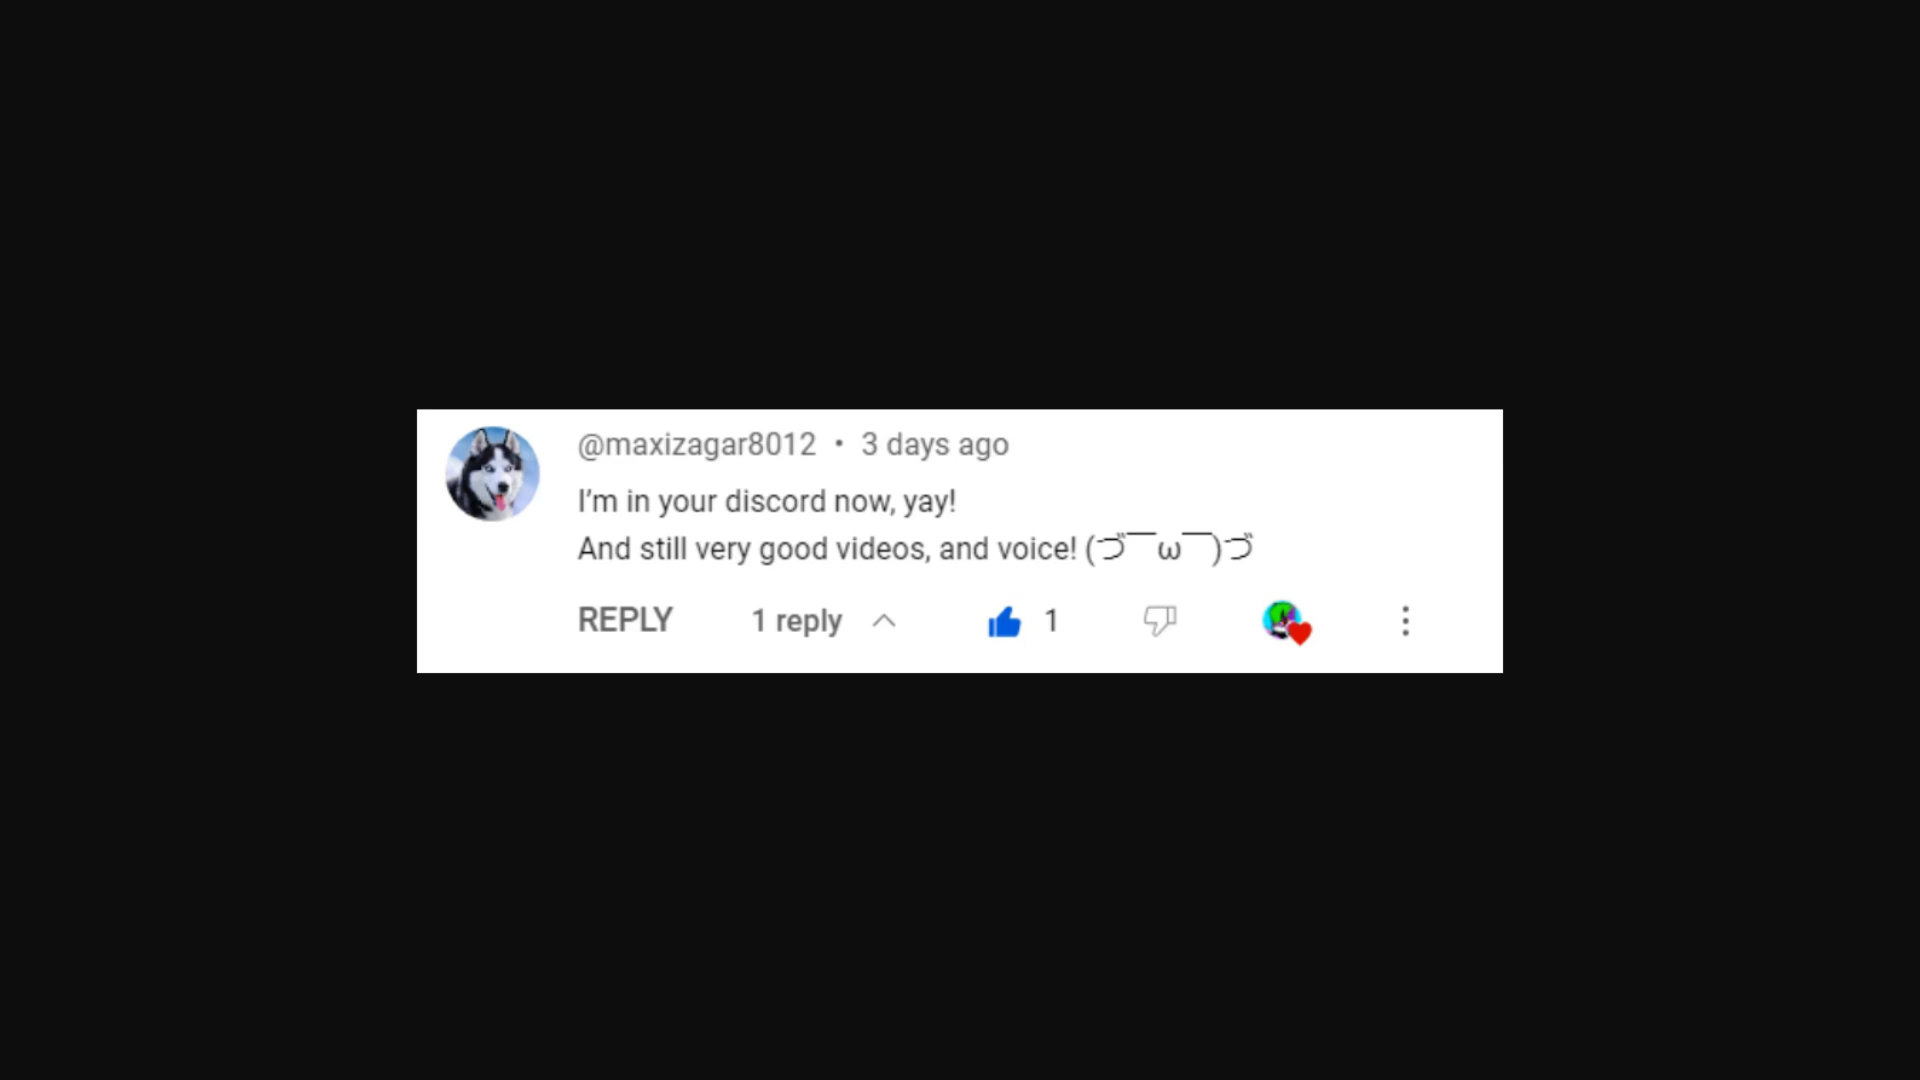 @maxizagar8012 • 3 days ago
I'm in your discord now, yay!
And still very good videos, and voice! (づ￣ω￣)づ
REPLY 1 reply 1